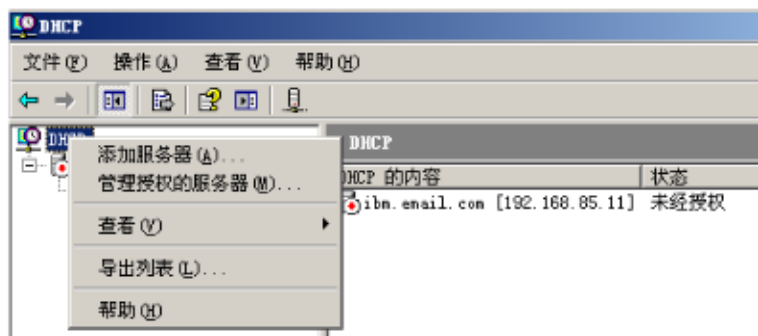 DHCP
文件(F) 操作(A) 查看(V) 帮助(H)
DHCP
添加服务器(A)...
管理授权的服务器(M)...
查看(V)
导出列表(L)...
帮助(H)
DHCP
DHCP 的内容 状态
ibm.email.com [192.168.85.11] 未经授权